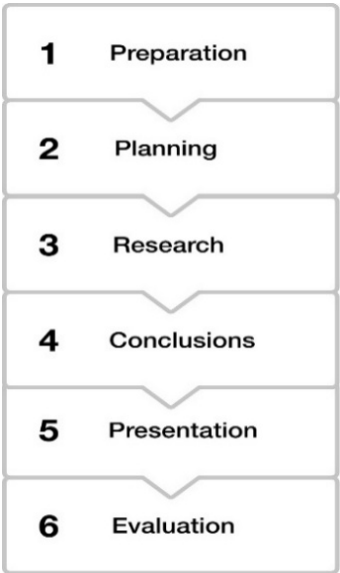 1 Preparation
2 Planning
3 Research
4 Conclusions
5 Presentation
6 Evaluation